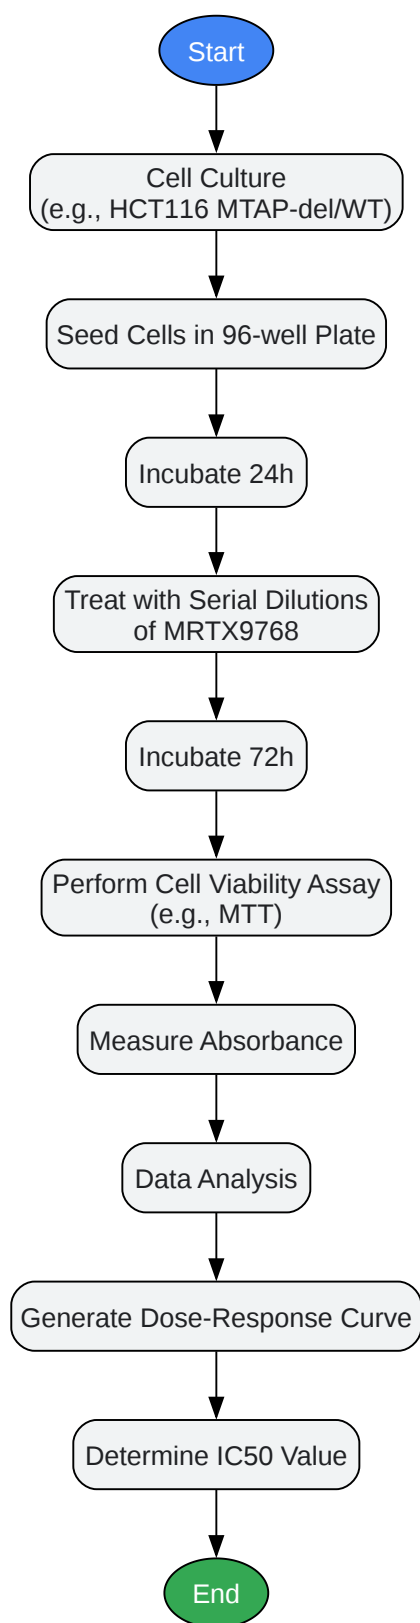 Start
Cell Culture
(e.g., HCT116 MTAP-del/WT)
Seed Cells in 96-well Plate
Incubate 24h
Treat with Serial Dilutions
of MRTX9768
Incubate 72h
Perform Cell Viability Assay
(e.g., MTT)
Measure Absorbance
Data Analysis
Generate Dose-Response Curve
Determine IC50 Value
End